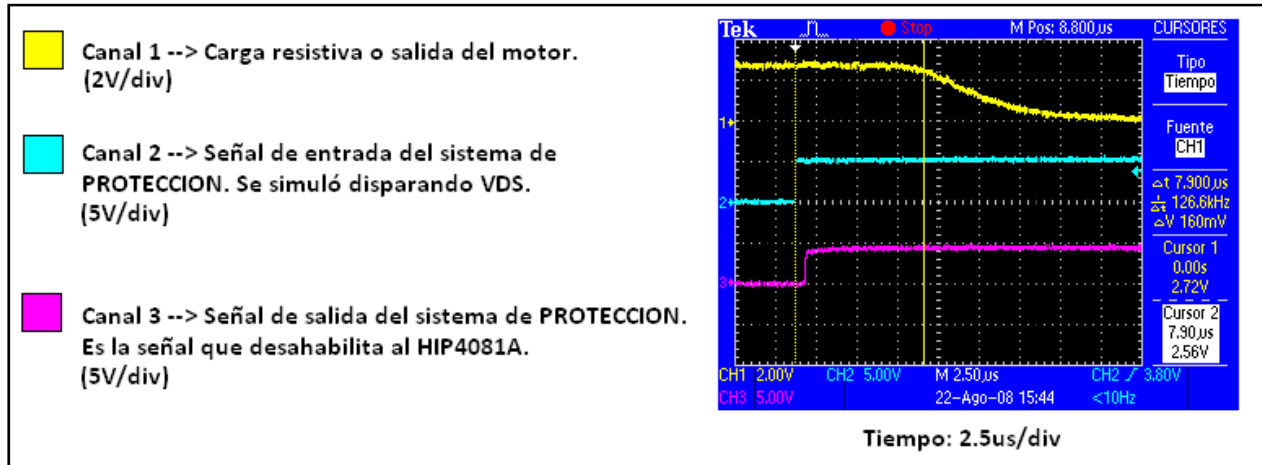 Canal 1 --> Carga resistiva o salida del motor.
(2V/div)
Canal 2 --> Señal de entrada del sistema de
PROTECCION. Se simuló disparando VDS.
(5V/div)
Canal 3 --> Señal de salida del sistema de PROTECCION.
Es la señal que desahabilita al HIP4081A.
(5V/div)
Tek Stop M Pos: 8.800µs CURSORES
Tipo
Tiempo
Fuente
CH1
△t 7.900µs
1/△t 126.6kHz
△V 160mV
Cursor 1
0.00s
2.72V
Cursor 2
7.90µs
2.56V
1
2
3
CH1 2.00V CH2 5.00V M 2.50µs CH2 3.80V
CH3 5.00V 22-Ago-08 15:44 <10Hz
Tiempo: 2.5us/div